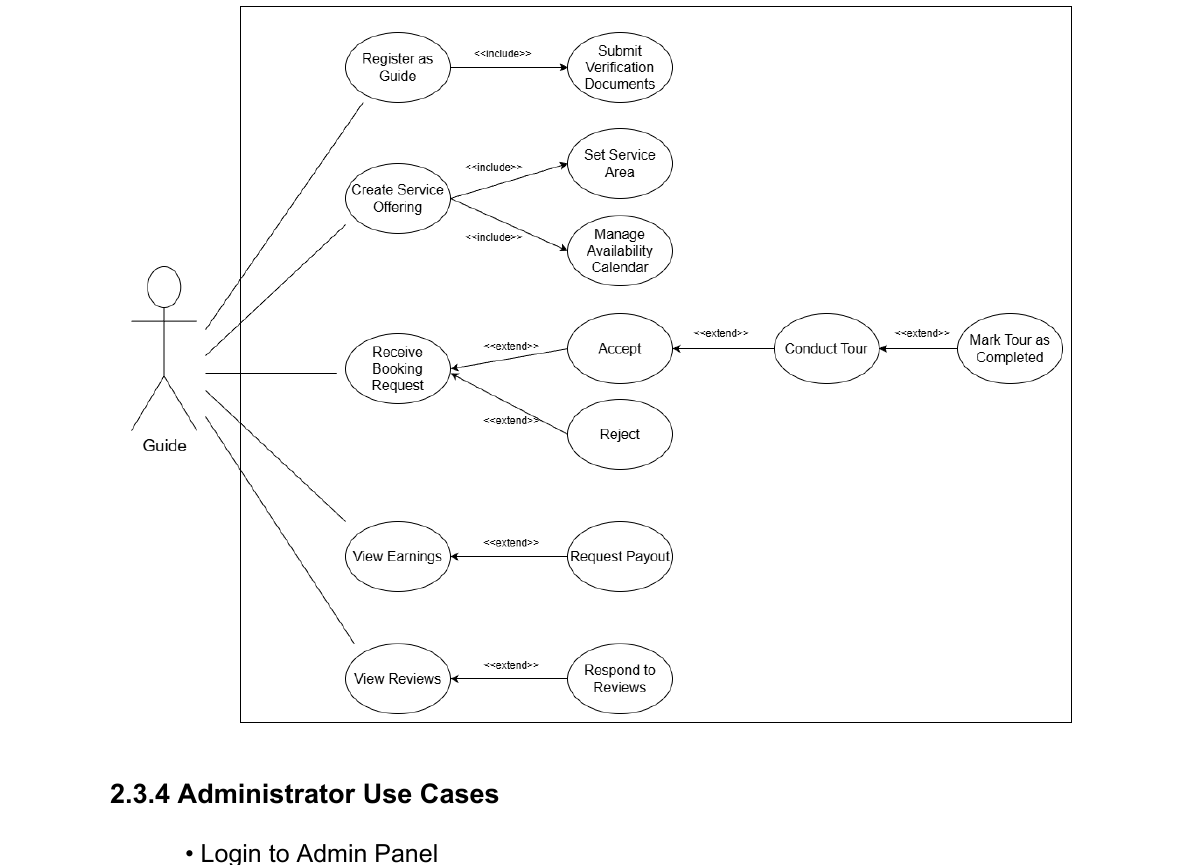 Register as
Guide
<<include>>
Submit
Verification
Documents
Create Service
Offering
<<include>>
Set Service
Area
<<include>>
Manage
Availability
Calendar
Guide
Receive
Booking
Request
<<extend>>
Accept
<<extend>>
Conduct Tour
<<extend>>
Mark Tour as
Completed
<<extend>>
Reject
View Earnings
<<extend>>
Request Payout
View Reviews
<<extend>>
Respond to
Reviews
2.3.4 Administrator Use Cases
• Login to Admin Panel